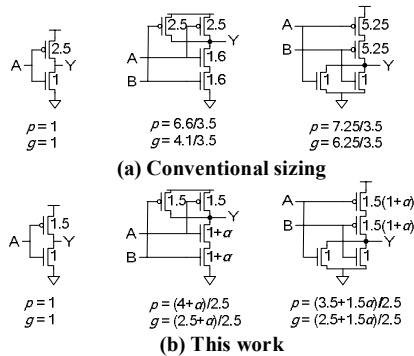 2.5
A
Y
1
p = 1
g = 1
2.5
2.5
Y
A
1.6
B
1.6
p = 6.6/3.5
g = 4.1/3.5
5.25
A
5.25
B
Y
1
1
p = 7.25/3.5
g = 6.25/3.5
(a) Conventional sizing
1.5
A
Y
1
p = 1
g = 1
1.5
1.5
Y
A
1+α
B
1+α
p = (4+α)/2.5
g = (2.5+α)/2.5
A
1.5(1+α)
B
1.5(1+α)
Y
1
1
p = (3.5+1.5α)/2.5
g = (2.5+1.5α)/2.5
(b) This work